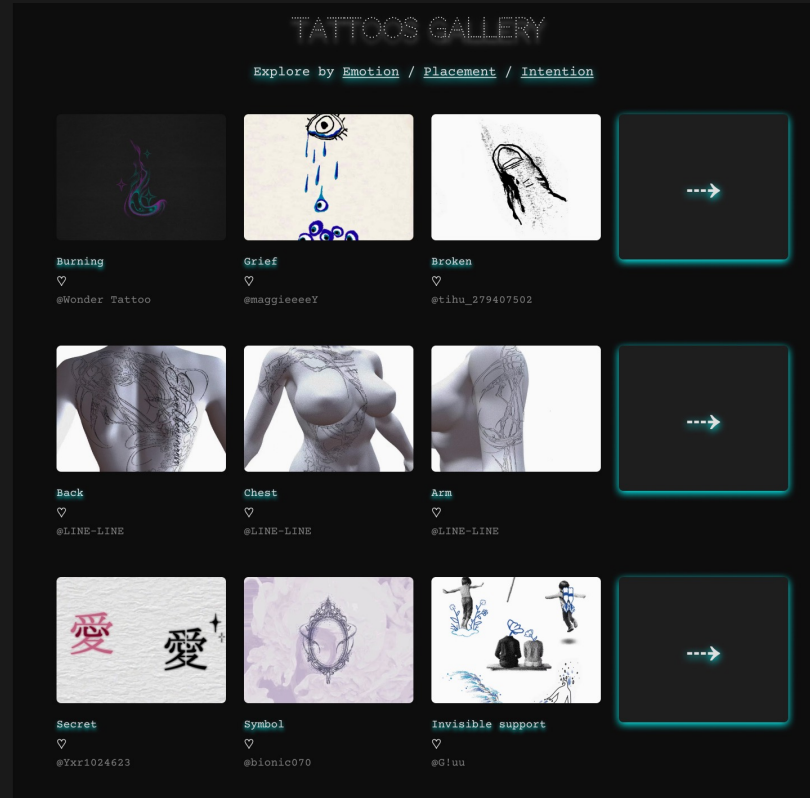 TATTOOS GALLERY
Explore by Emotion / Placement / Intention
Burning
♡
@Wonder Tattoo
Grief
♡
@maggieeeeY
Broken
♡
@tihu_279407502
Back
♡
@LINE-LINE
Chest
♡
@LINE-LINE
Arm
♡
@LINE-LINE
愛
愛
Secret
♡
@Yxr1024623
Symbol
♡
@bionic070
Invisible support
♡
@G!uu